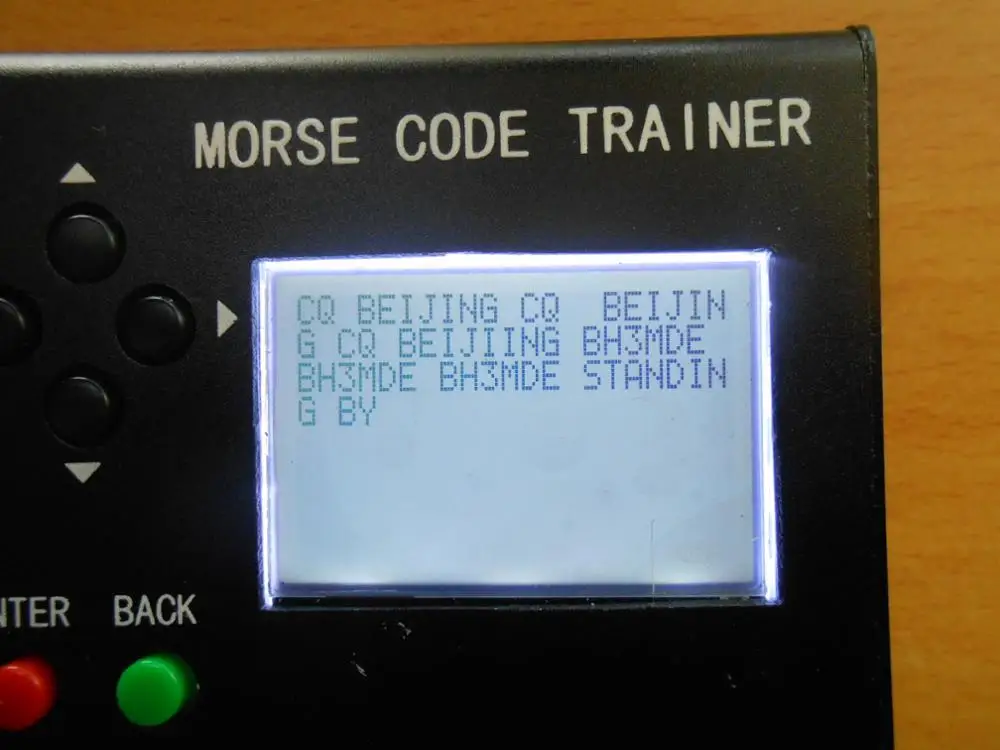 MORSE CODE TRAINER
CQ BEIJING CQ  BEIJIN
G CQ BEIJIING BH3MDE
BH3MDE BH3MDE STANDIN
G BY
NTER BACK